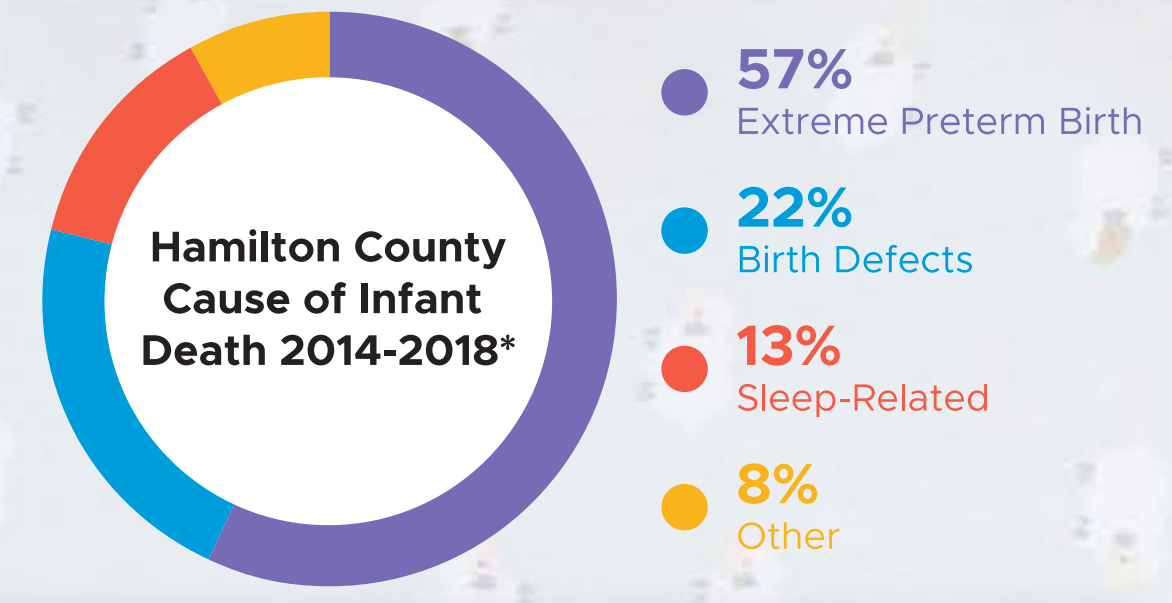 Hamilton County
Cause of Infant
Death 2014-2018*
57%
Extreme Preterm Birth
22%
Birth Defects
13%
Sleep-Related
8%
Other